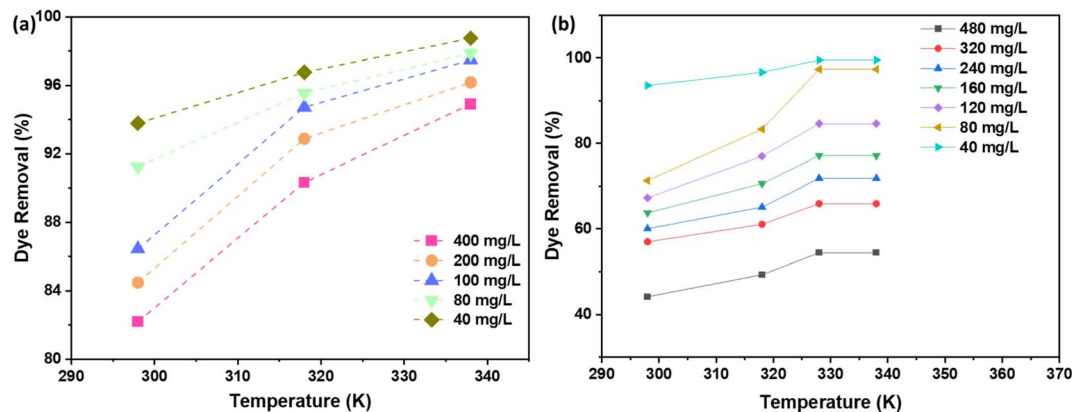 (a)
100
96
92
88
84
80
Dye Removal (%)
400 mg/L
200 mg/L
100 mg/L
80 mg/L
40 mg/L
290 300 310 320 330 340
Temperature (K)
(b)
100
80
60
40
Dye Removal (%)
480 mg/L
320 mg/L
240 mg/L
160 mg/L
120 mg/L
80 mg/L
40 mg/L
290 300 310 320 330 340 350 360 370
Temperature (K)